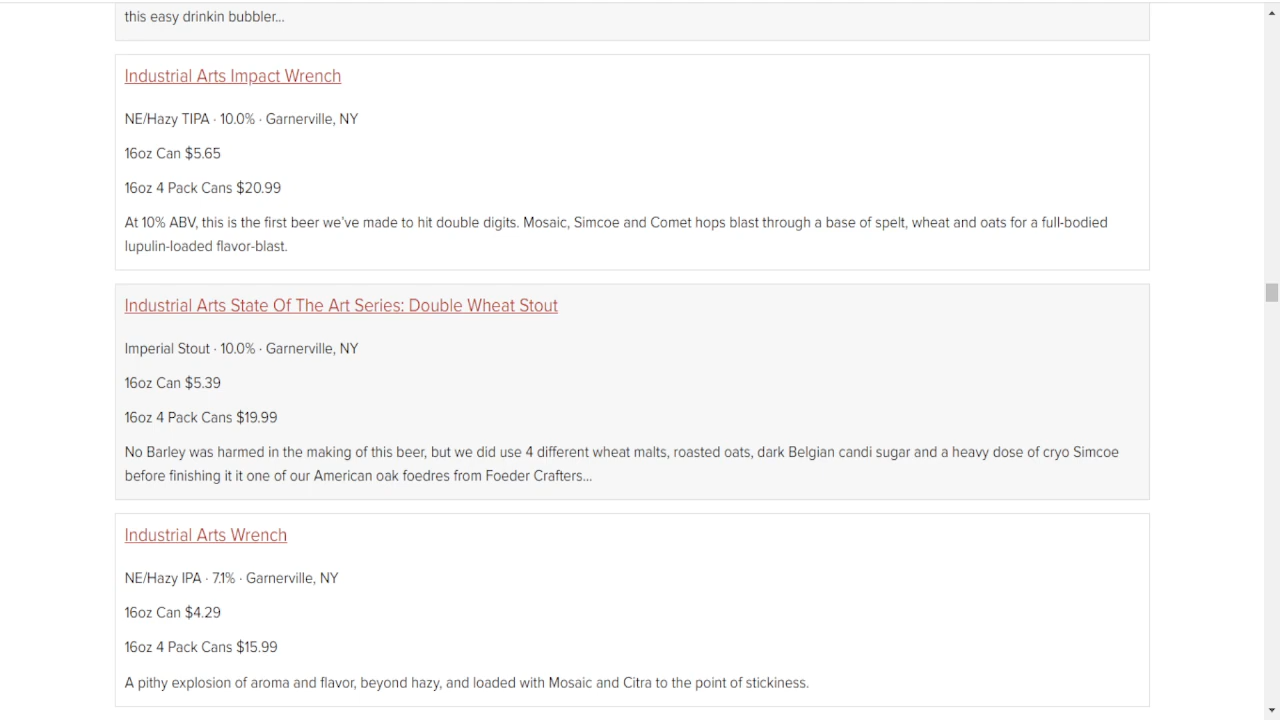 this easy drinkin bubbler...
Industrial Arts Impact Wrench
NE/Hazy TIPA · 10.0% · Garnerville, NY
16oz Can $5.65
16oz 4 Pack Cans $20.99
At 10% ABV, this is the first beer we've made to hit double digits. Mosaic, Simcoe and Comet hops blast through a base of spelt, wheat and oats for a full-bodied
lupulin-loaded flavor-blast.
Industrial Arts State Of The Art Series: Double Wheat Stout
Imperial Stout · 10.0% · Garnerville, NY
16oz Can $5.39
16oz 4 Pack Cans $19.99
No Barley was harmed in the making of this beer, but we did use 4 different wheat malts, roasted oats, dark Belgian candi sugar and a heavy dose of cryo Simcoe
before finishing it it one of our American oak foedres from Foeder Crafters...
Industrial Arts Wrench
NE/Hazy IPA · 7.1% · Garnerville, NY
16oz Can $4.29
16oz 4 Pack Cans $15.99
A pithy explosion of aroma and flavor, beyond hazy, and loaded with Mosaic and Citra to the point of stickiness.